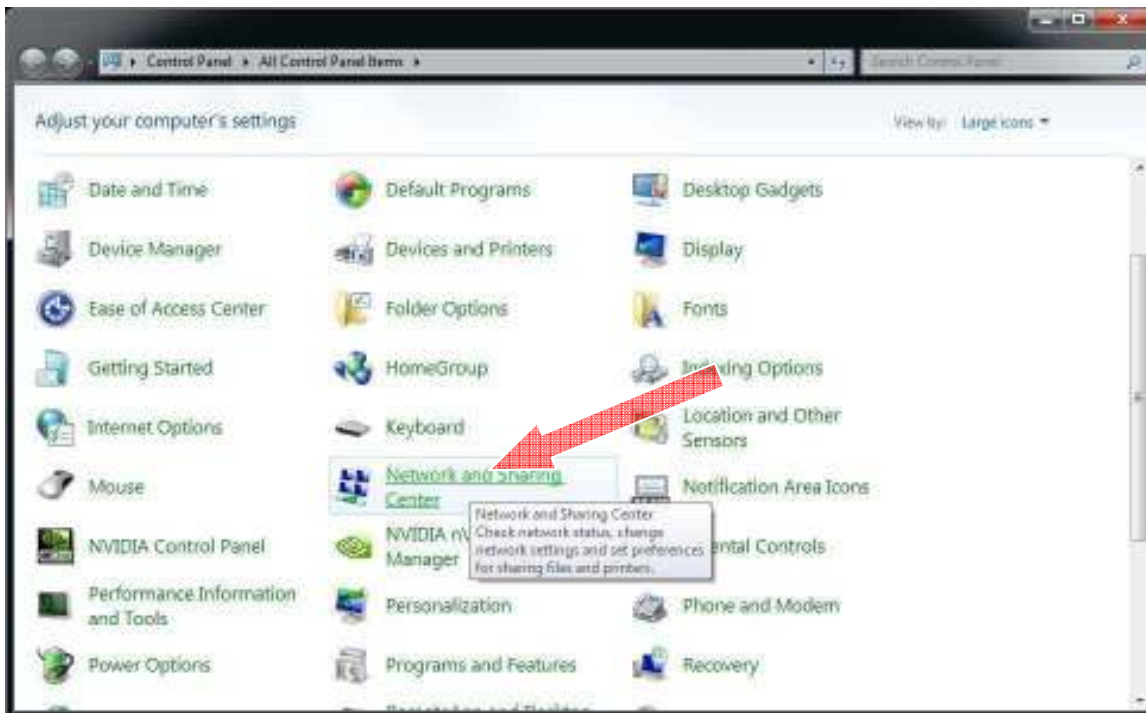 Control Panel ▸ All Control Panel Items ▸
Search Control Panel
Adjust your computer's settings
View by: Large icons
Date and Time
Default Programs
Desktop Gadgets
Device Manager
Devices and Printers
Display
Ease of Access Center
Folder Options
Fonts
Getting Started
HomeGroup
Indexing Options
Internet Options
Keyboard
Location and Other
Sensors
Mouse
Network and Sharing
Center
Notification Area Icons
Network and Sharing Center
Check network status, change
network settings and set preferences
for sharing files and printers.
NVIDIA Control Panel
NVIDIA
Manager
Controls
Performance Information
and Tools
Personalization
Phone and Modem
Power Options
Programs and Features
Recovery